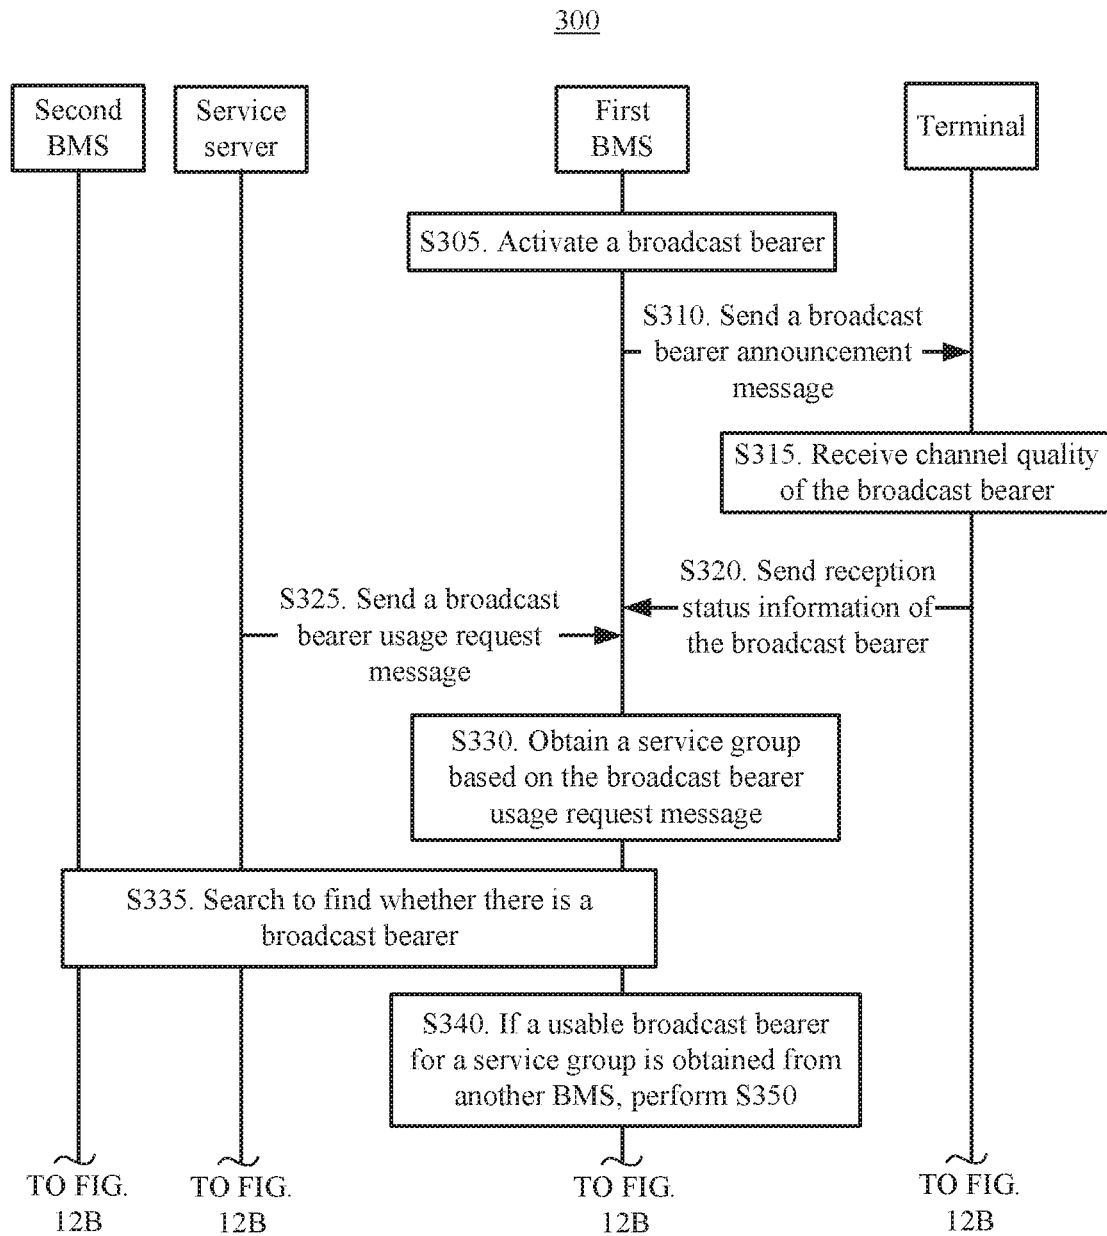 300
Second
BMS
Service
server
First
BMS
Terminal
S305. Activate a broadcast bearer
S310. Send a broadcast
bearer announcement
message
S315. Receive channel quality
of the broadcast bearer
S320. Send reception
status information of
the broadcast bearer
S325. Send a broadcast
bearer usage request
message
S330. Obtain a service group
based on the broadcast bearer
usage request message
S335. Search to find whether there is a
broadcast bearer
S340. If a usable broadcast bearer
for a service group is obtained from
another BMS, perform S350
TO FIG.
12B
TO FIG.
12B
TO FIG.
12B
TO FIG.
12B